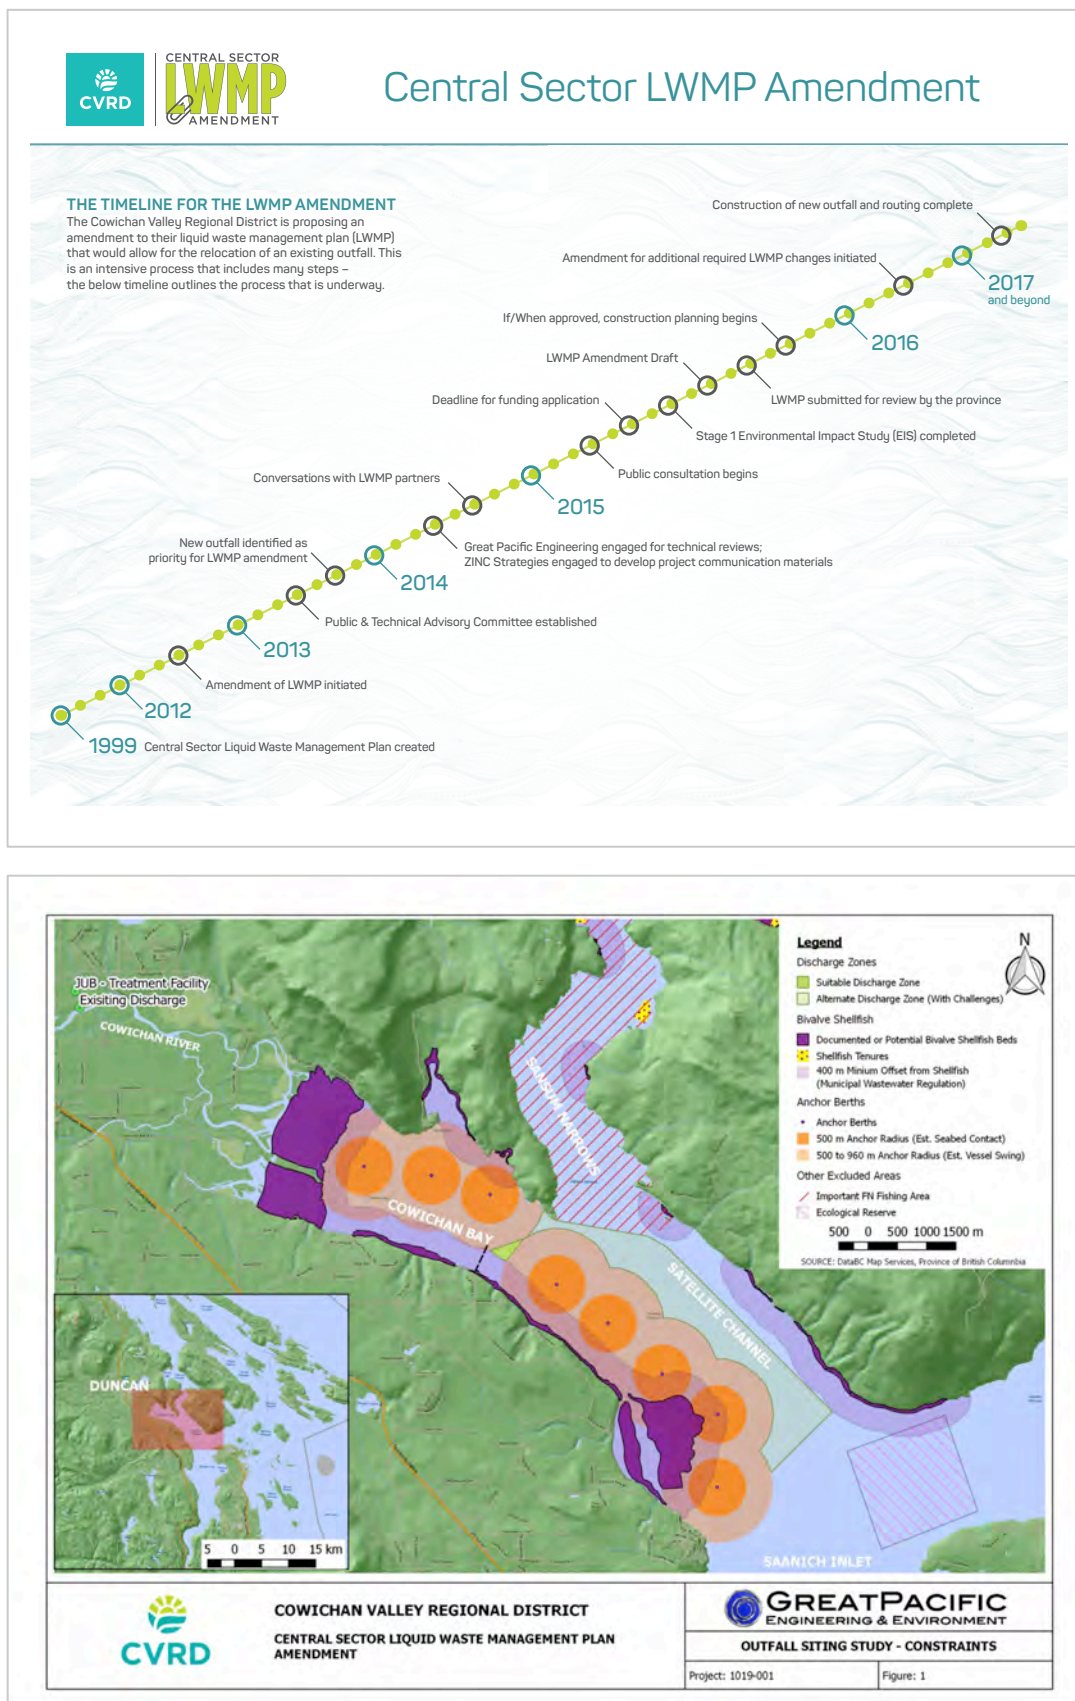 CVRD
CENTRAL SECTOR
LWMP
AMENDMENT
Central Sector LWMP Amendment
THE TIMELINE FOR THE LWMP AMENDMENT
The Cowichan Valley Regional District is proposing an
amendment to their liquid waste management plan (LWMP)
that would allow for the relocation of an existing outfall. This
is an intensive process that includes many steps –
the below timeline outlines the process that is underway.
Construction of new outfall and routing complete
Amendment for additional required LWMP changes initiated
2017
and beyond
If/When approved, construction planning begins
2016
LWMP Amendment Draft
LWMP submitted for review by the province
Deadline for funding application
Stage 1 Environmental Impact Study (EIS) completed
Public consultation begins
Conversations with LWMP partners
2015
Great Pacific Engineering engaged for technical reviews;
ZINC Strategies engaged to develop project communication materials
New outfall identified as
priority for LWMP amendment
2014
Public & Technical Advisory Committee established
2013
Amendment of LWMP initiated
2012
1999 Central Sector Liquid Waste Management Plan created
JUB - Treatment Facility
Exisiting Discharge
COWICHAN RIVER
SANSUM NARROWS
COWICHAN BAY
SATELLITE CHANNEL
SAANICH INLET
Legend
N
Discharge Zones
Suitable Discharge Zone
Alternate Discharge Zone (With Challenges)
Bivalve Shellfish
Documented or Potential Bivalve Shellfish Beds
Shellfish Tenures
400 m Minium Offset from Shellfish
(Municipal Wastewater Regulation)
Anchor Berths
Anchor Berths
500 m Anchor Radius (Est. Seabed Contact)
500 to 960 m Anchor Radius (Est. Vessel Swing)
Other Excluded Areas
Important FN Fishing Area
Ecological Reserve
500 0 500 1000 1500 m
SOURCE: DataBC Map Services, Province of British Columnbia
DUNCAN
5 0 5 10 15 km
CVRD
COWICHAN VALLEY REGIONAL DISTRICT
CENTRAL SECTOR LIQUID WASTE MANAGEMENT PLAN
AMENDMENT
GREATPACIFIC
ENGINEERING & ENVIRONMENT
OUTFALL SITING STUDY - CONSTRAINTS
Project: 1019-001
Figure: 1